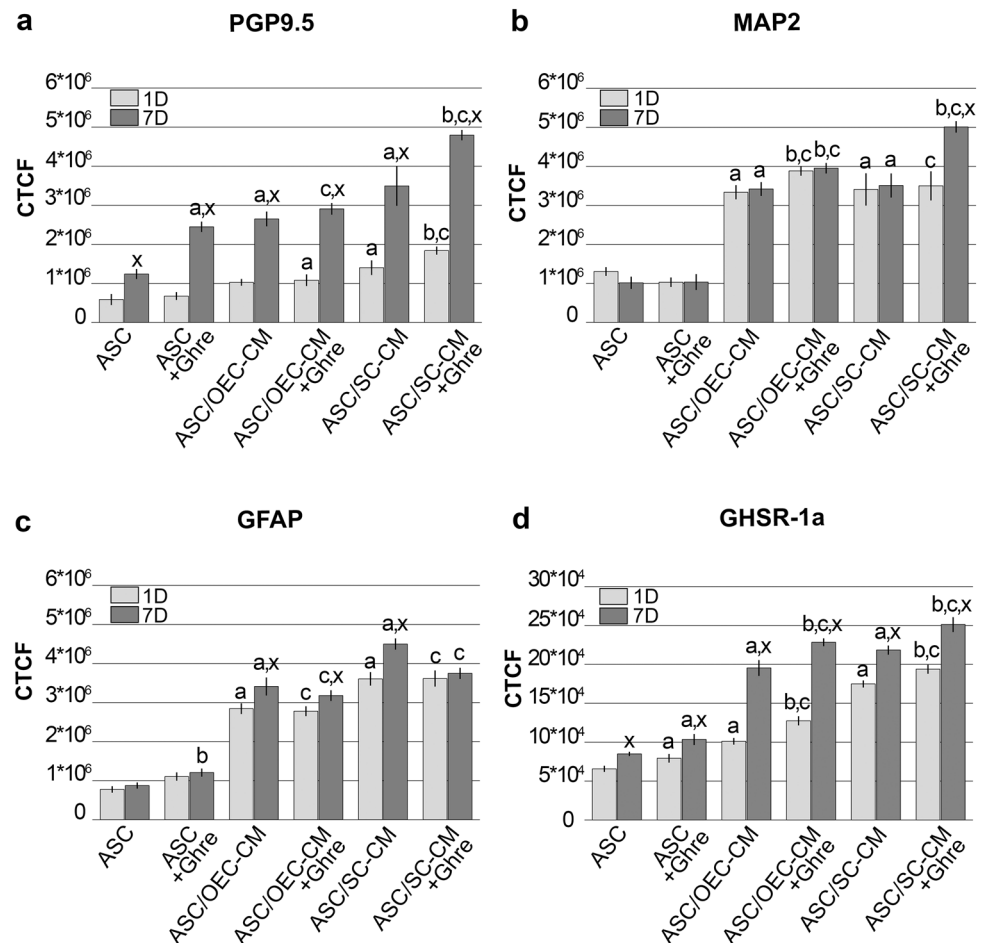 a
PGP9.5
CTCF
6*10⁶
5*10⁶
4*10⁶
3*10⁶
2*10⁶
1*10⁶
0
1D
7D
x
a,x
a,x
a
c,x
a
a,x
b,c
b,c,x
ASC
ASC
+Ghre
ASC/OEC-CM
ASC/OEC-CM
+Ghre
ASC/SC-CM
ASC/SC-CM
+Ghre
b
MAP2
CTCF
6*10⁶
5*10⁶
4*10⁶
3*10⁶
2*10⁶
1*10⁶
0
1D
7D
a
a
b,c
b,c
a
a
c
b,c,x
ASC
ASC
+Ghre
ASC/OEC-CM
ASC/OEC-CM
+Ghre
ASC/SC-CM
ASC/SC-CM
+Ghre
c
GFAP
CTCF
6*10⁶
5*10⁶
4*10⁶
3*10⁶
2*10⁶
1*10⁶
0
1D
7D
b
a
a,x
c
c,x
a
a,x
c
c
ASC
ASC
+Ghre
ASC/OEC-CM
ASC/OEC-CM
+Ghre
ASC/SC-CM
ASC/SC-CM
+Ghre
d
GHSR-1a
CTCF
30*10⁴
25*10⁴
20*10⁴
15*10⁴
10*10⁴
5*10⁴
0
1D
7D
x
a
a,x
a
a,x
b,c
b,c,x
a
a,x
b,c
b,c,x
ASC
ASC
+Ghre
ASC/OEC-CM
ASC/OEC-CM
+Ghre
ASC/SC-CM
ASC/SC-CM
+Ghre